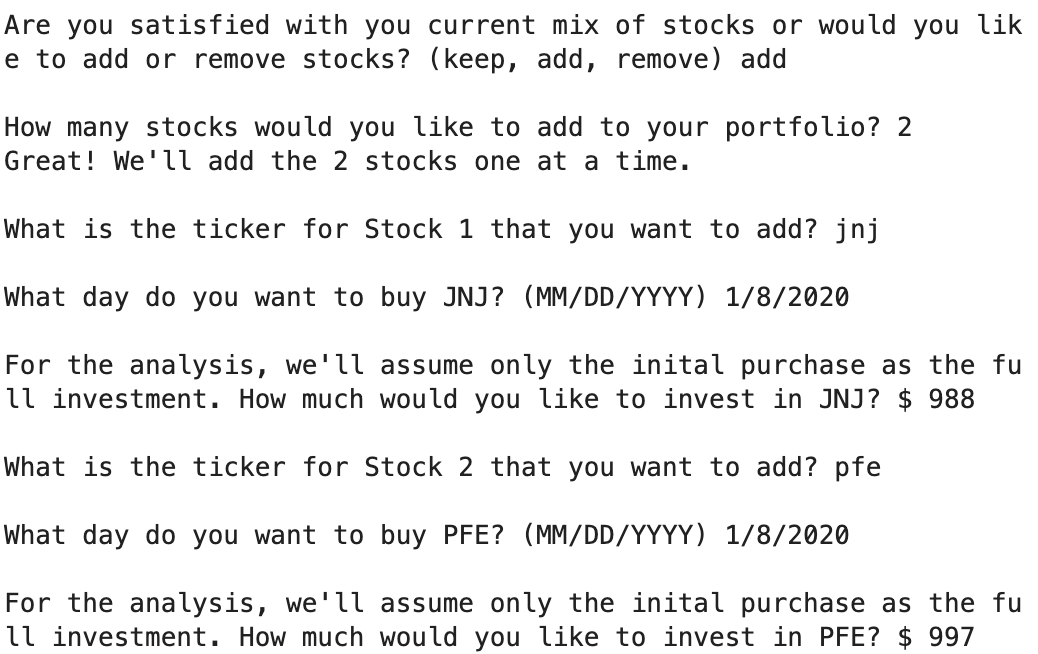 Are you satisfied with you current mix of stocks or would you lik
e to add or remove stocks? (keep, add, remove) add
How many stocks would you like to add to your portfolio? 2
Great! We'll add the 2 stocks one at a time.
What is the ticker for Stock 1 that you want to add? jnj
What day do you want to buy JNJ? (MM/DD/YYYY) 1/8/2020
For the analysis, we'll assume only the inital purchase as the fu
ll investment. How much would you like to invest in JNJ? $ 988
What is the ticker for Stock 2 that you want to add? pfe
What day do you want to buy PFE? (MM/DD/YYYY) 1/8/2020
For the analysis, we'll assume only the inital purchase as the fu
ll investment. How much would you like to invest in PFE? $ 997